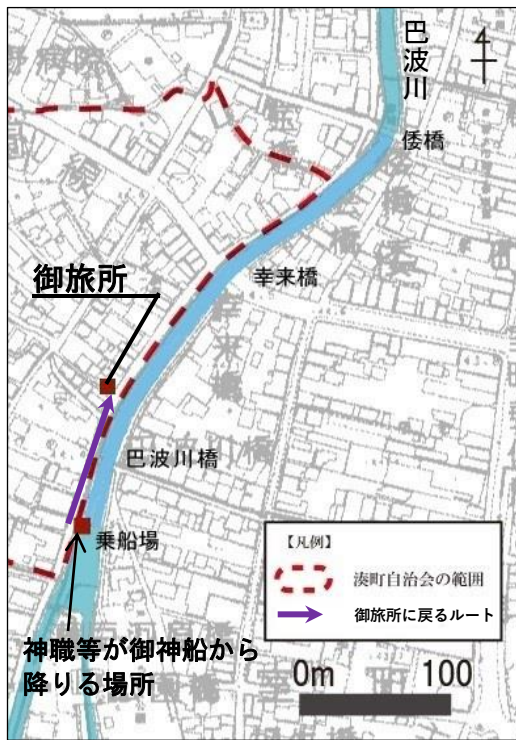 巴波川
倭橋
幸来橋
御旅所
巴波川橋
乗船場
神職等が御神船から
降りる場所
【凡例】
湊町自治会の範囲
御旅所に戻るルート
0m 100